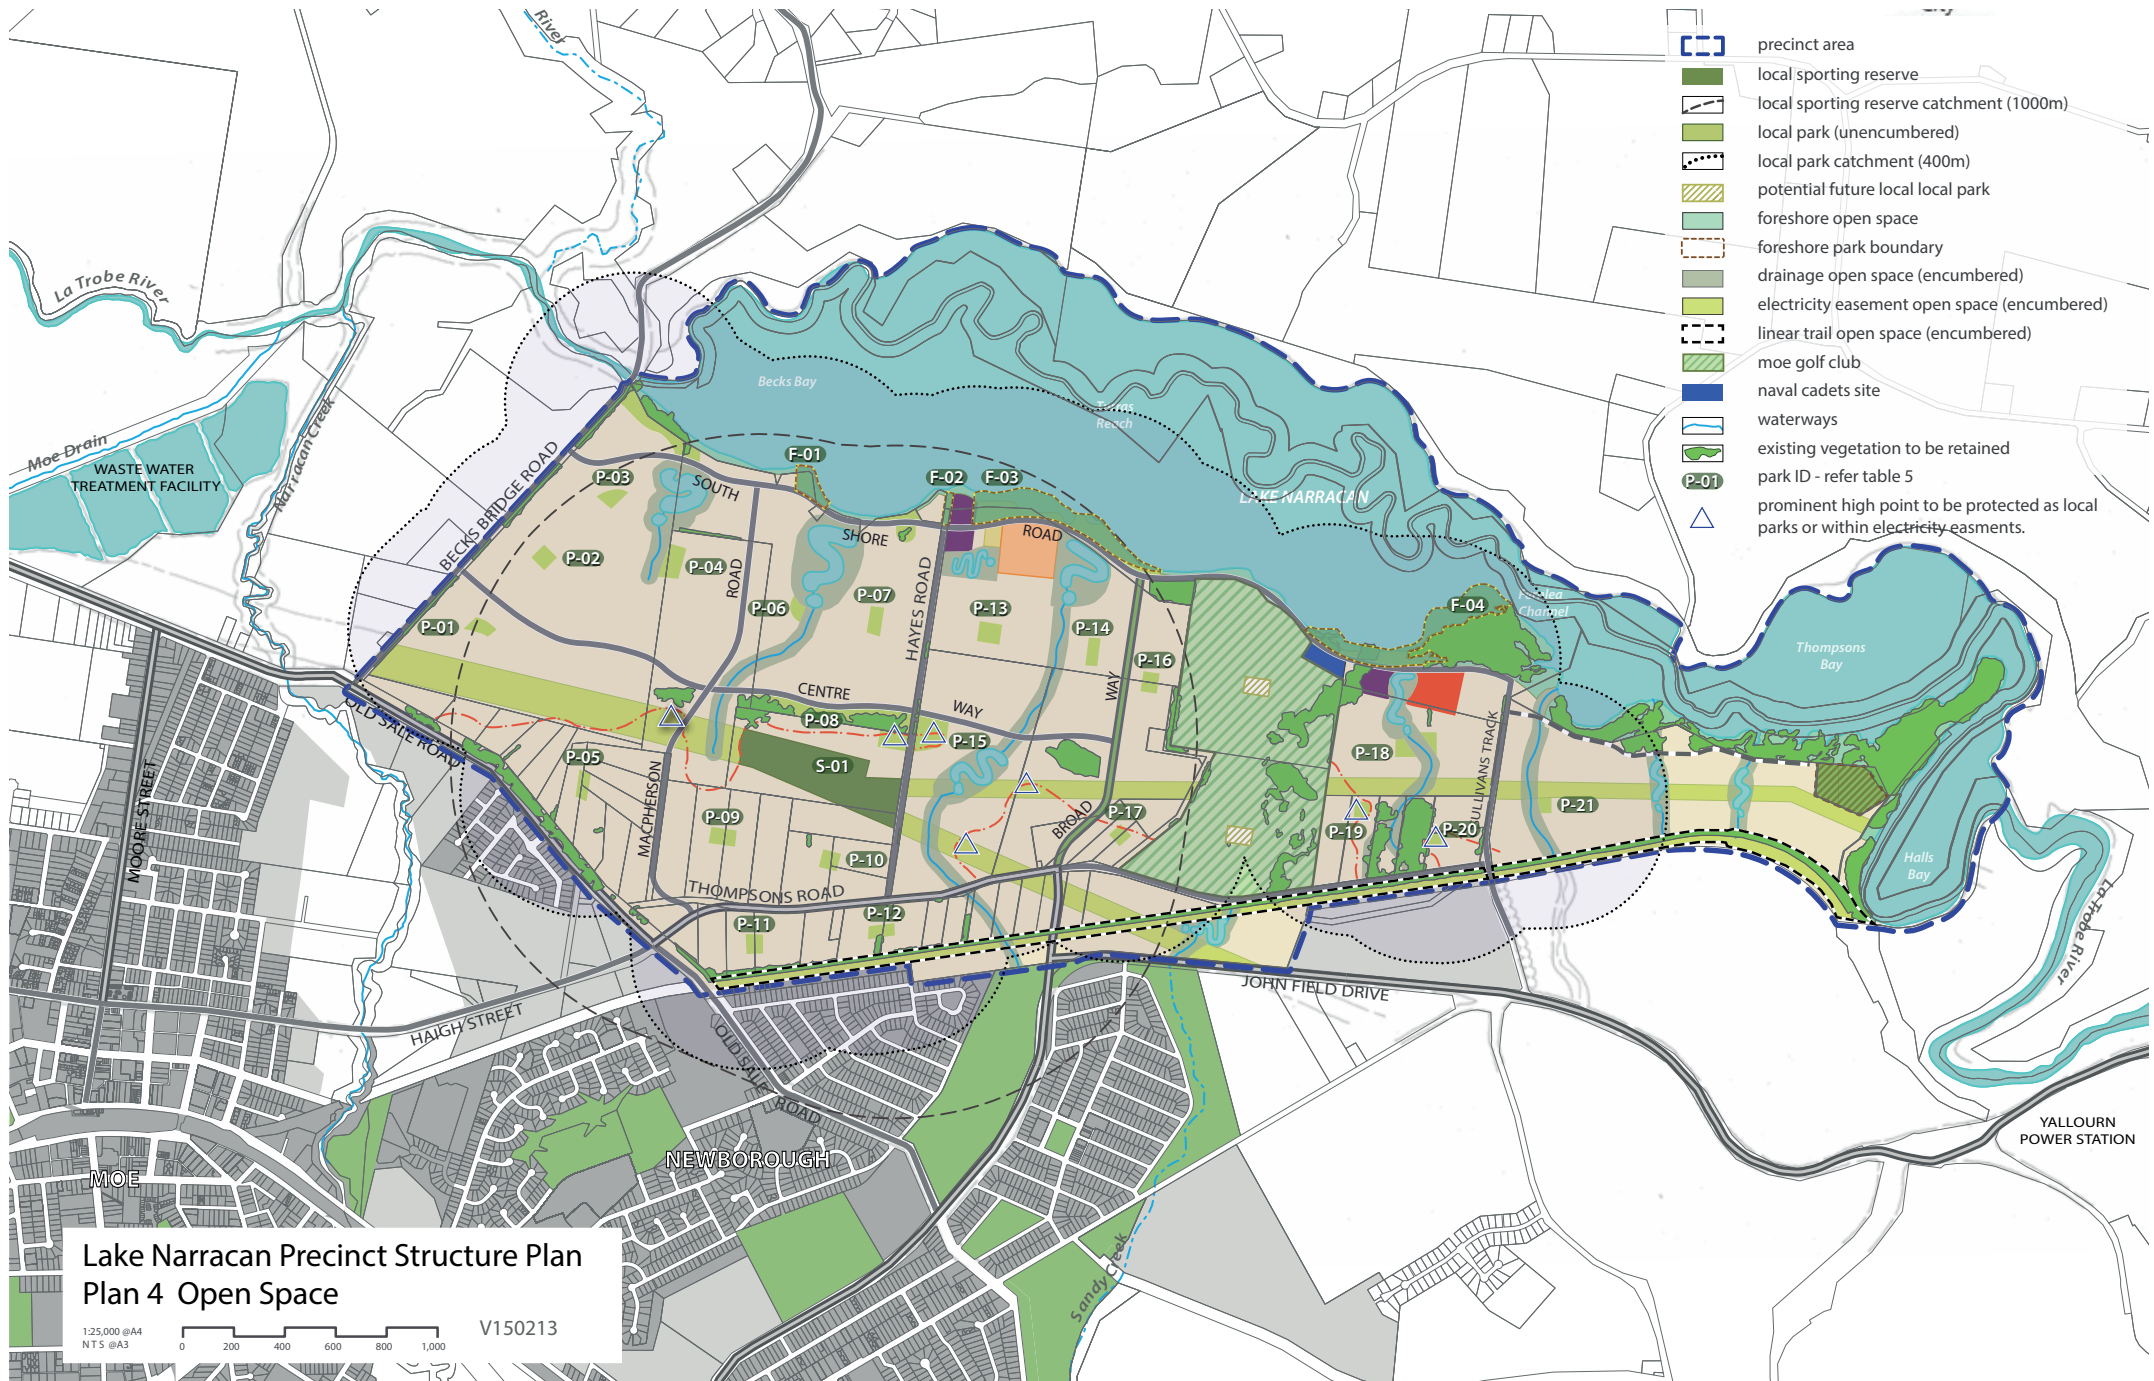 precinct area
local sporting reserve
local sporting reserve catchment (1000m)
local park (unencumbered)
local park catchment (400m)
potential future local local park
foreshore open space
foreshore park boundary
drainage open space (encumbered)
electricity easement open space (encumbered)
linear trail open space (encumbered)
moe golf club
naval cadets site
waterways
existing vegetation to be retained
P-01
park ID - refer table 5
prominent high point to be protected as local
parks or within electricity easments.
River
La Trobe River
Narracan Creek
Moe Drain
WASTE WATER
TREATMENT FACILITY
BECKS BRIDGE ROAD
Becks Bay
Reach
LAKE NARRACAN
Channel
Thompsons
Bay
Halls
Bay
La Trobe River
F-01
F-02
F-03
F-04
P-03
SOUTH
SHORE
ROAD
P-02
P-04
ROAD
P-06
P-07
HAYES ROAD
P-13
P-14
P-01
P-16
WAY
CENTRE
WAY
P-08
P-15
S-01
P-05
P-18
SULLIVANS TRACK
OLD SALE ROAD
MACPHERSON
P-09
P-10
BROAD
P-17
P-19
P-20
P-21
THOMPSONS ROAD
P-11
P-12
MOORE STREET
HAIGH STREET
JOHN FIELD DRIVE
OLD SALE
ROAD
NEWBOROUGH
MOE
Sandy Creek
YALLOURN
POWER STATION
Lake Narracan Precinct Structure Plan
Plan 4 Open Space
1:25,000 @A4
NTS @A3
0 200 400 600 800 1,000
V150213